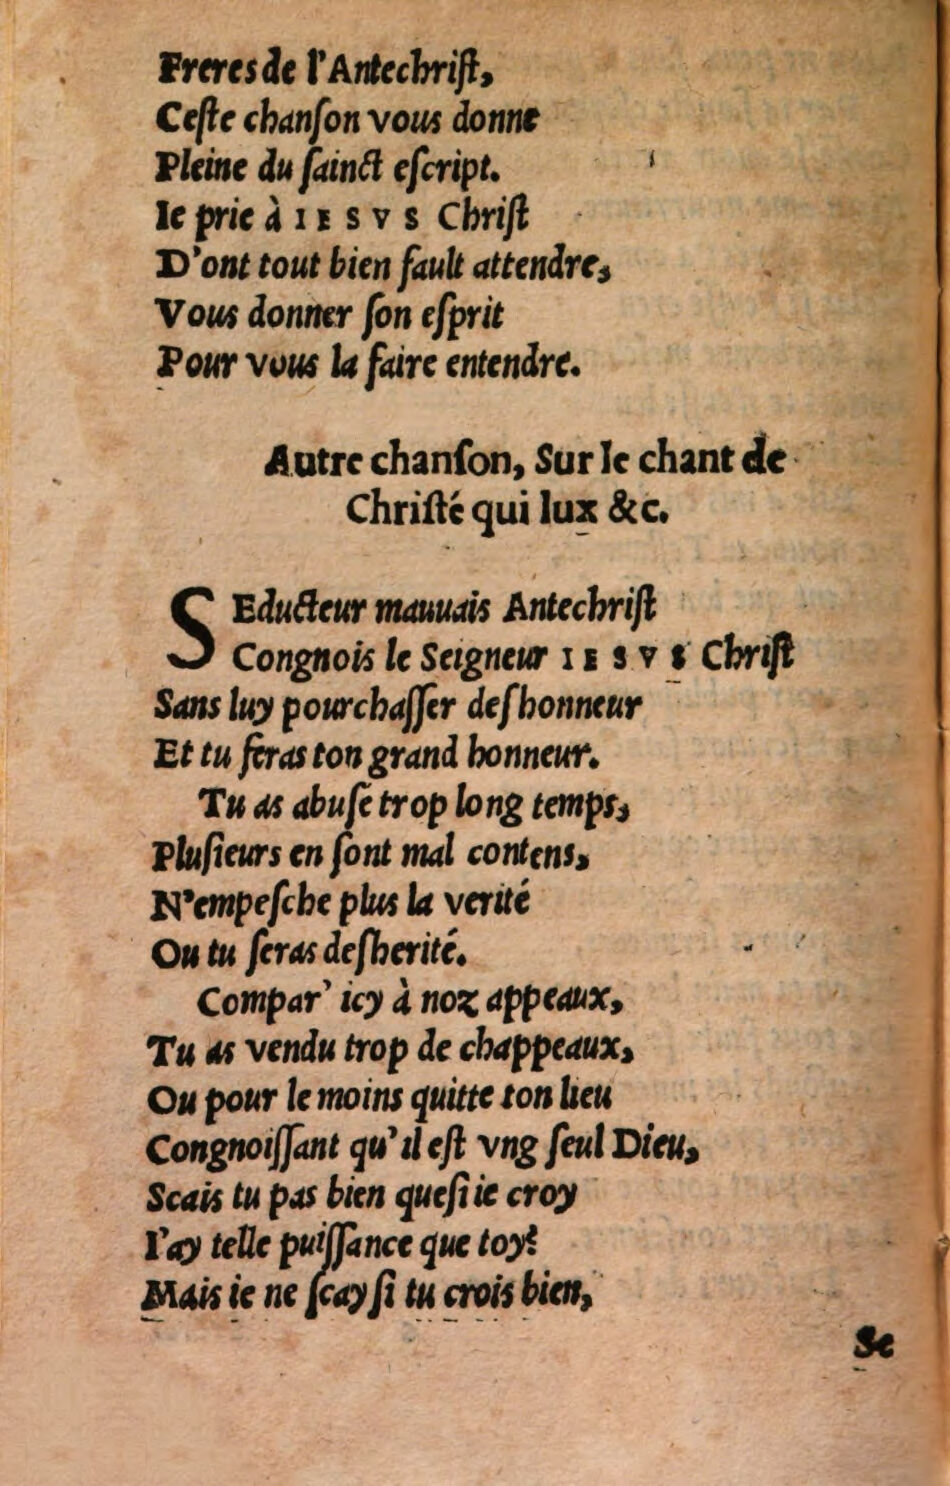 Freres de l'Antechriſt,
Ceſte chanſon vous donne
Pleine du ſainct eſcript.
Ie prie à IESVS Chriſt
D'ont tout bien fault attendre,
Vous donner ſon eſprit
Pour vous la faire entendre.
Autre chanſon, Sur le chant de
Chriſté qui lux &c.
SEducteur mauuais Antechriſt
Congnois le Seigneur IESVS Chriſt
Sans luy pourchaſſer deſhonneur
Et tu feras ton grand honneur.
Tu as abuſé trop long temps,
Pluſieurs en ſont mal contens,
N'empeſche plus la verité
Ou tu ſeras deſherité.
Compar' icy à noz appeaux,
Tu as vendu trop de chappeaux,
Ou pour le moins quitte ton lieu
Congnoiſſant qu'il eſt vng ſeul Dieu,
Scais tu pas bien que ſi ie croy
I'ay telle puiſſance que toy?
Mais ie ne ſcay ſi tu crois bien,
Se